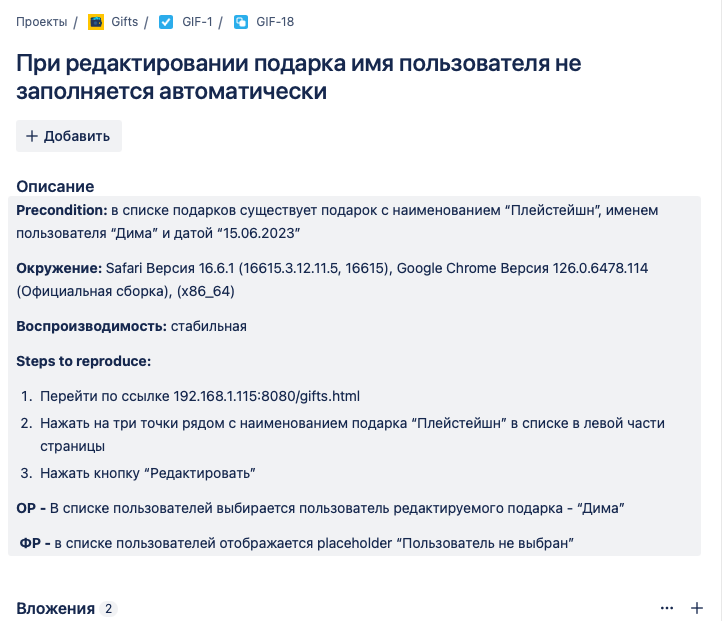 Проекты / Gifts / GIF-1 / GIF-18
При редактировании подарка имя пользователя не
заполняется автоматически
+ Добавить
Описание
Precondition: в списке подарков существует подарок с наименованием “Плейстейшн”, именем
пользователя “Дима” и датой “15.06.2023”
Окружение: Safari Версия 16.6.1 (16615.3.12.11.5, 16615), Google Chrome Версия 126.0.6478.114
(Официальная сборка), (x86_64)
Воспроизводимость: стабильная
Steps to reproduce:
1. Перейти по ссылке 192.168.1.115:8080/gifts.html
2. Нажать на три точки рядом с наименованием подарка “Плейстейшн” в списке в левой части
страницы
3. Нажать кнопку “Редактировать”
ОР - В списке пользователей выбирается пользователь редактируемого подарка - “Дима”
ФР - в списке пользователей отображается placeholder “Пользователь не выбран”
Вложения 2